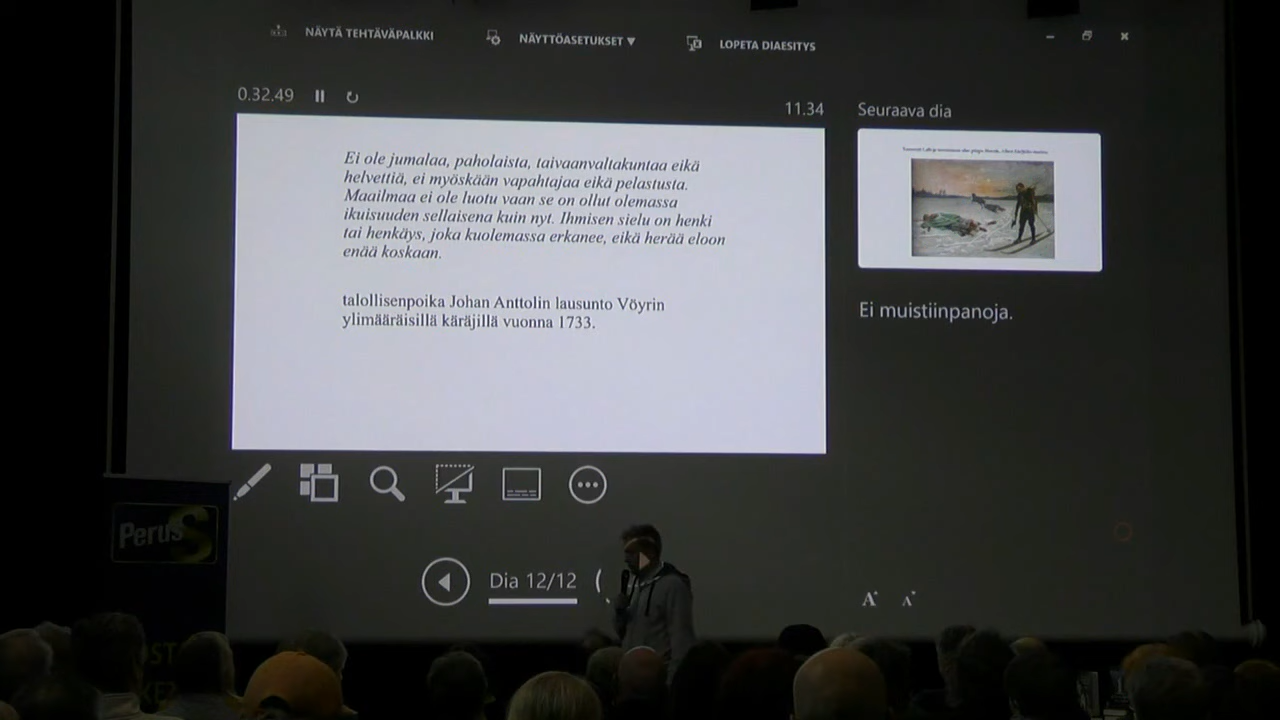 NÄYTÄ TEHTÄVÄPALKKI
NÄYTTÖASETUKSET ▼
LOPETA DIAESITYS
0.32.49
11.34
Seuraava dia
Ei ole jumalaa, paholaista, taivaanvaltakuntaa eikä
helvettiä, ei myöskään vapahtajaa eikä pelastusta.
Maailmaa ei ole luotu vaan se on ollut olemassa
ikuisuuden sellaisena kuin nyt. Ihmisen sielu on henki
tai henkäys, joka kuolemassa erkanee, eikä herää eloon
enää koskaan.
talollisenpoika Johan Anttolin lausunto Vöyrin
ylimääräisillä käräjillä vuonna 1733.
Ei muistiinpanoja.
PeruS
Dia 12/12
A A